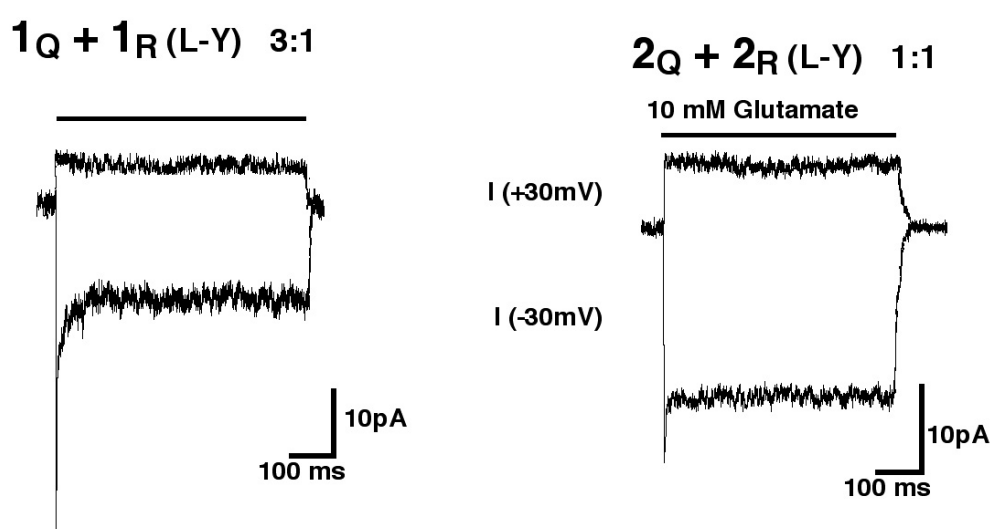 1Q + 1R (L-Y) 3:1
2Q + 2R (L-Y) 1:1
10 mM Glutamate
I (+30mV)
I (-30mV)
10pA
100 ms
10pA
100 ms